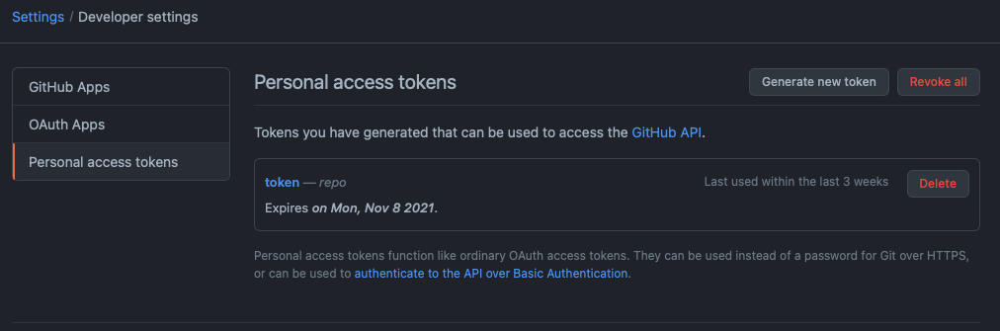 Settings / Developer settings
GitHub Apps
OAuth Apps
Personal access tokens
Personal access tokens
Generate new token
Revoke all
Tokens you have generated that can be used to access the GitHub API.
token — repo
Last used within the last 3 weeks
Delete
Expires on Mon, Nov 8 2021.
Personal access tokens function like ordinary OAuth access tokens. They can be used instead of a password for Git over HTTPS,
or can be used to authenticate to the API over Basic Authentication.